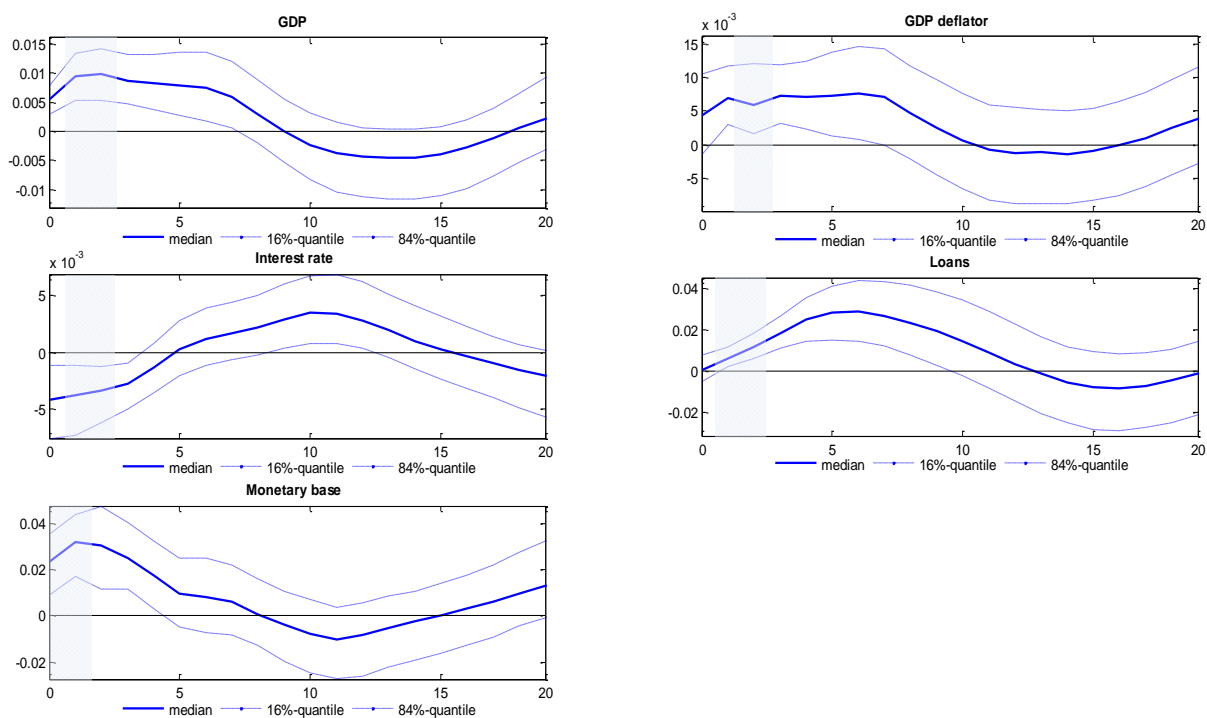 GDP
0.015
0.01
0.005
0
-0.005
-0.01
0 5 10 15 20
median 16%-quantile 84%-quantile
GDP deflator
x 10⁻³
15
10
5
0
-5
0 5 10 15 20
median 16%-quantile 84%-quantile
Interest rate
x 10⁻³
5
0
-5
0 5 10 15 20
median 16%-quantile 84%-quantile
Loans
0.04
0.02
0
-0.02
0 5 10 15 20
median 16%-quantile 84%-quantile
Monetary base
0.04
0.02
0
-0.02
0 5 10 15 20
median 16%-quantile 84%-quantile